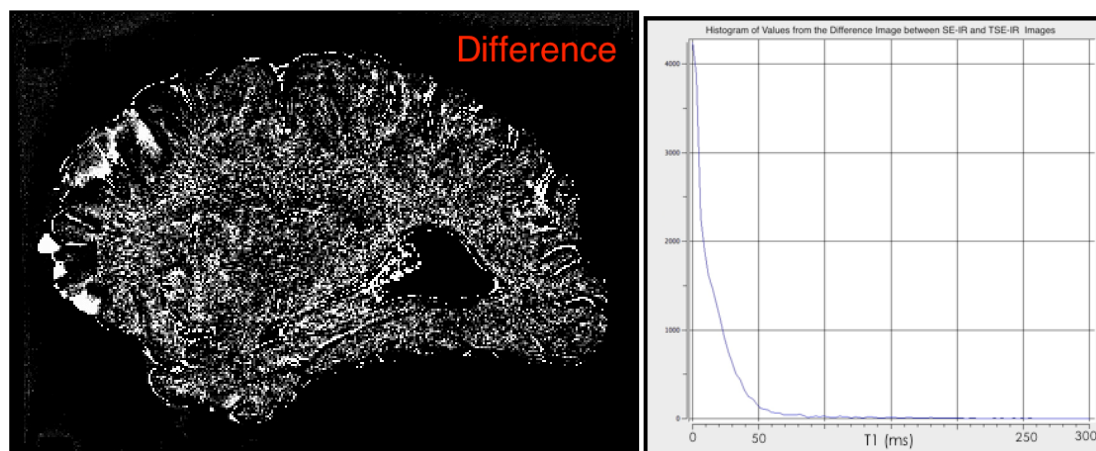 Difference
Histogram of Values from the Difference Image between SE-IR and TSE-IR Images
4000
3000
2000
1000
0
0 50 250 300
T1 (ms)